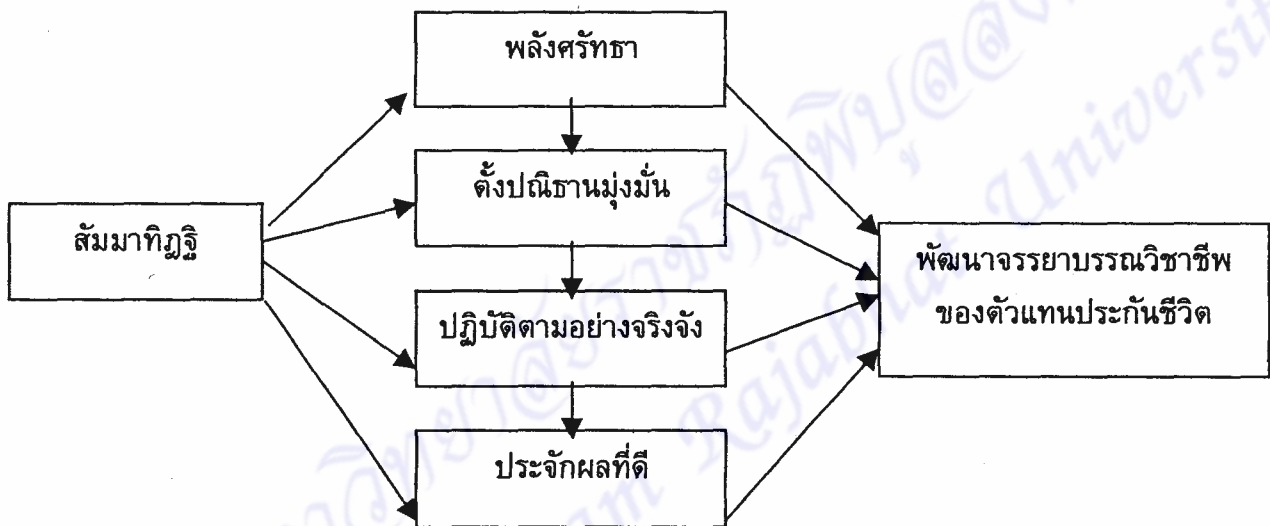 พลังศรัทธา
ตั้งปณิธานมุ่งมั่น
สัมมาทิฎฐิ
ปฏิบัติตามอย่างจริงจัง
ประจักผลที่ดี
พัฒนาจรรยาบรรณวิชาชีพ
ของตัวแทนประกันชีวิต